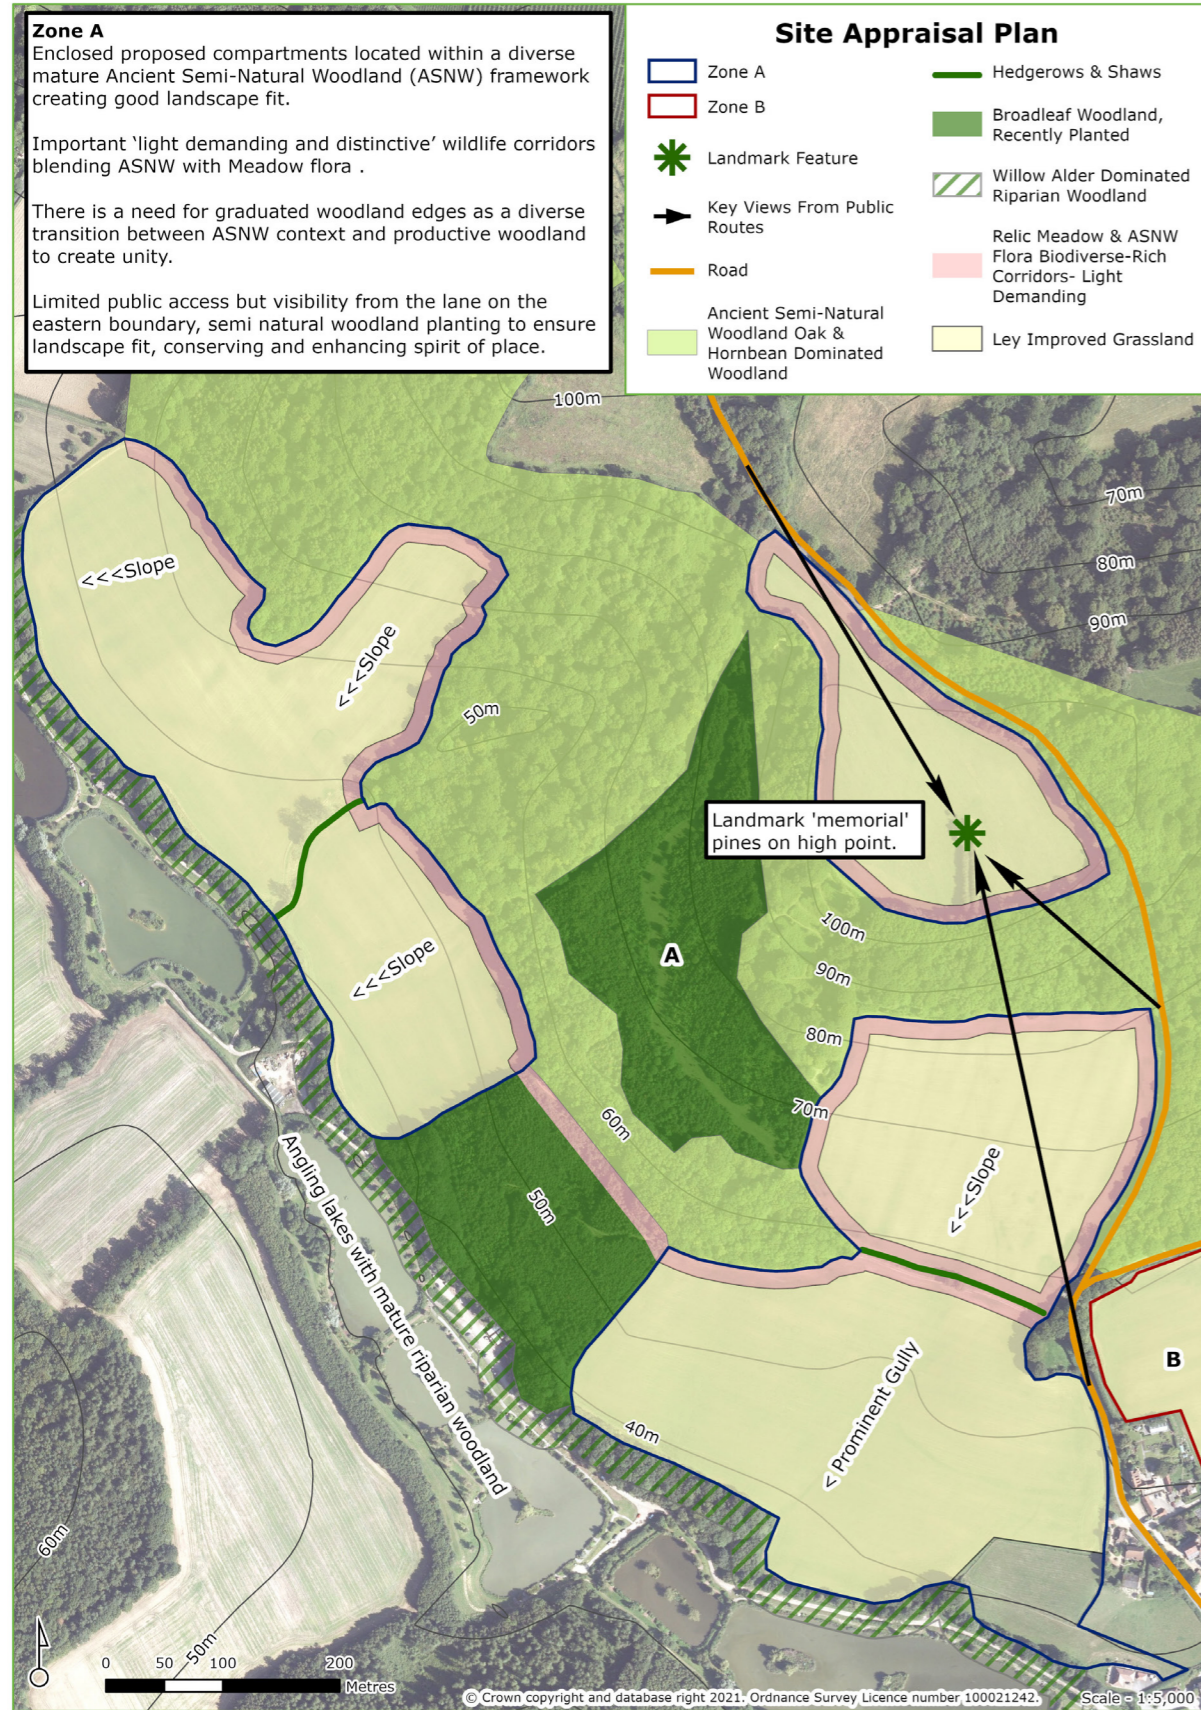 Zone A
Enclosed proposed compartments located within a diverse
mature Ancient Semi-Natural Woodland (ASNW) framework
creating good landscape fit.
Important ‘light demanding and distinctive’ wildlife corridors
blending ASNW with Meadow flora .
There is a need for graduated woodland edges as a diverse
transition between ASNW context and productive woodland
to create unity.
Limited public access but visibility from the lane on the
eastern boundary, semi natural woodland planting to ensure
landscape fit, conserving and enhancing spirit of place.
Site Appraisal Plan
Zone A
Zone B
Landmark Feature
Key Views From Public
Routes
Road
Ancient Semi-Natural
Woodland Oak &
Hornbean Dominated
Woodland
Hedgerows & Shaws
Broadleaf Woodland,
Recently Planted
Willow Alder Dominated
Riparian Woodland
Relic Meadow & ASNW
Flora Biodiverse-Rich
Corridors- Light
Demanding
Ley Improved Grassland
100m
70m
80m
90m
<<<Slope
<<<Slope
50m
Landmark 'memorial'
pines on high point.
100m
A
90m
<<<Slope
80m
70m
60m
<<<Slope
50m
Angling lakes with mature riparian woodland
B
< Prominent Gully
40m
60m
50m
0 50 100 200
Metres
© Crown copyright and database right 2021. Ordnance Survey Licence number 100021242.
Scale - 1:5,000